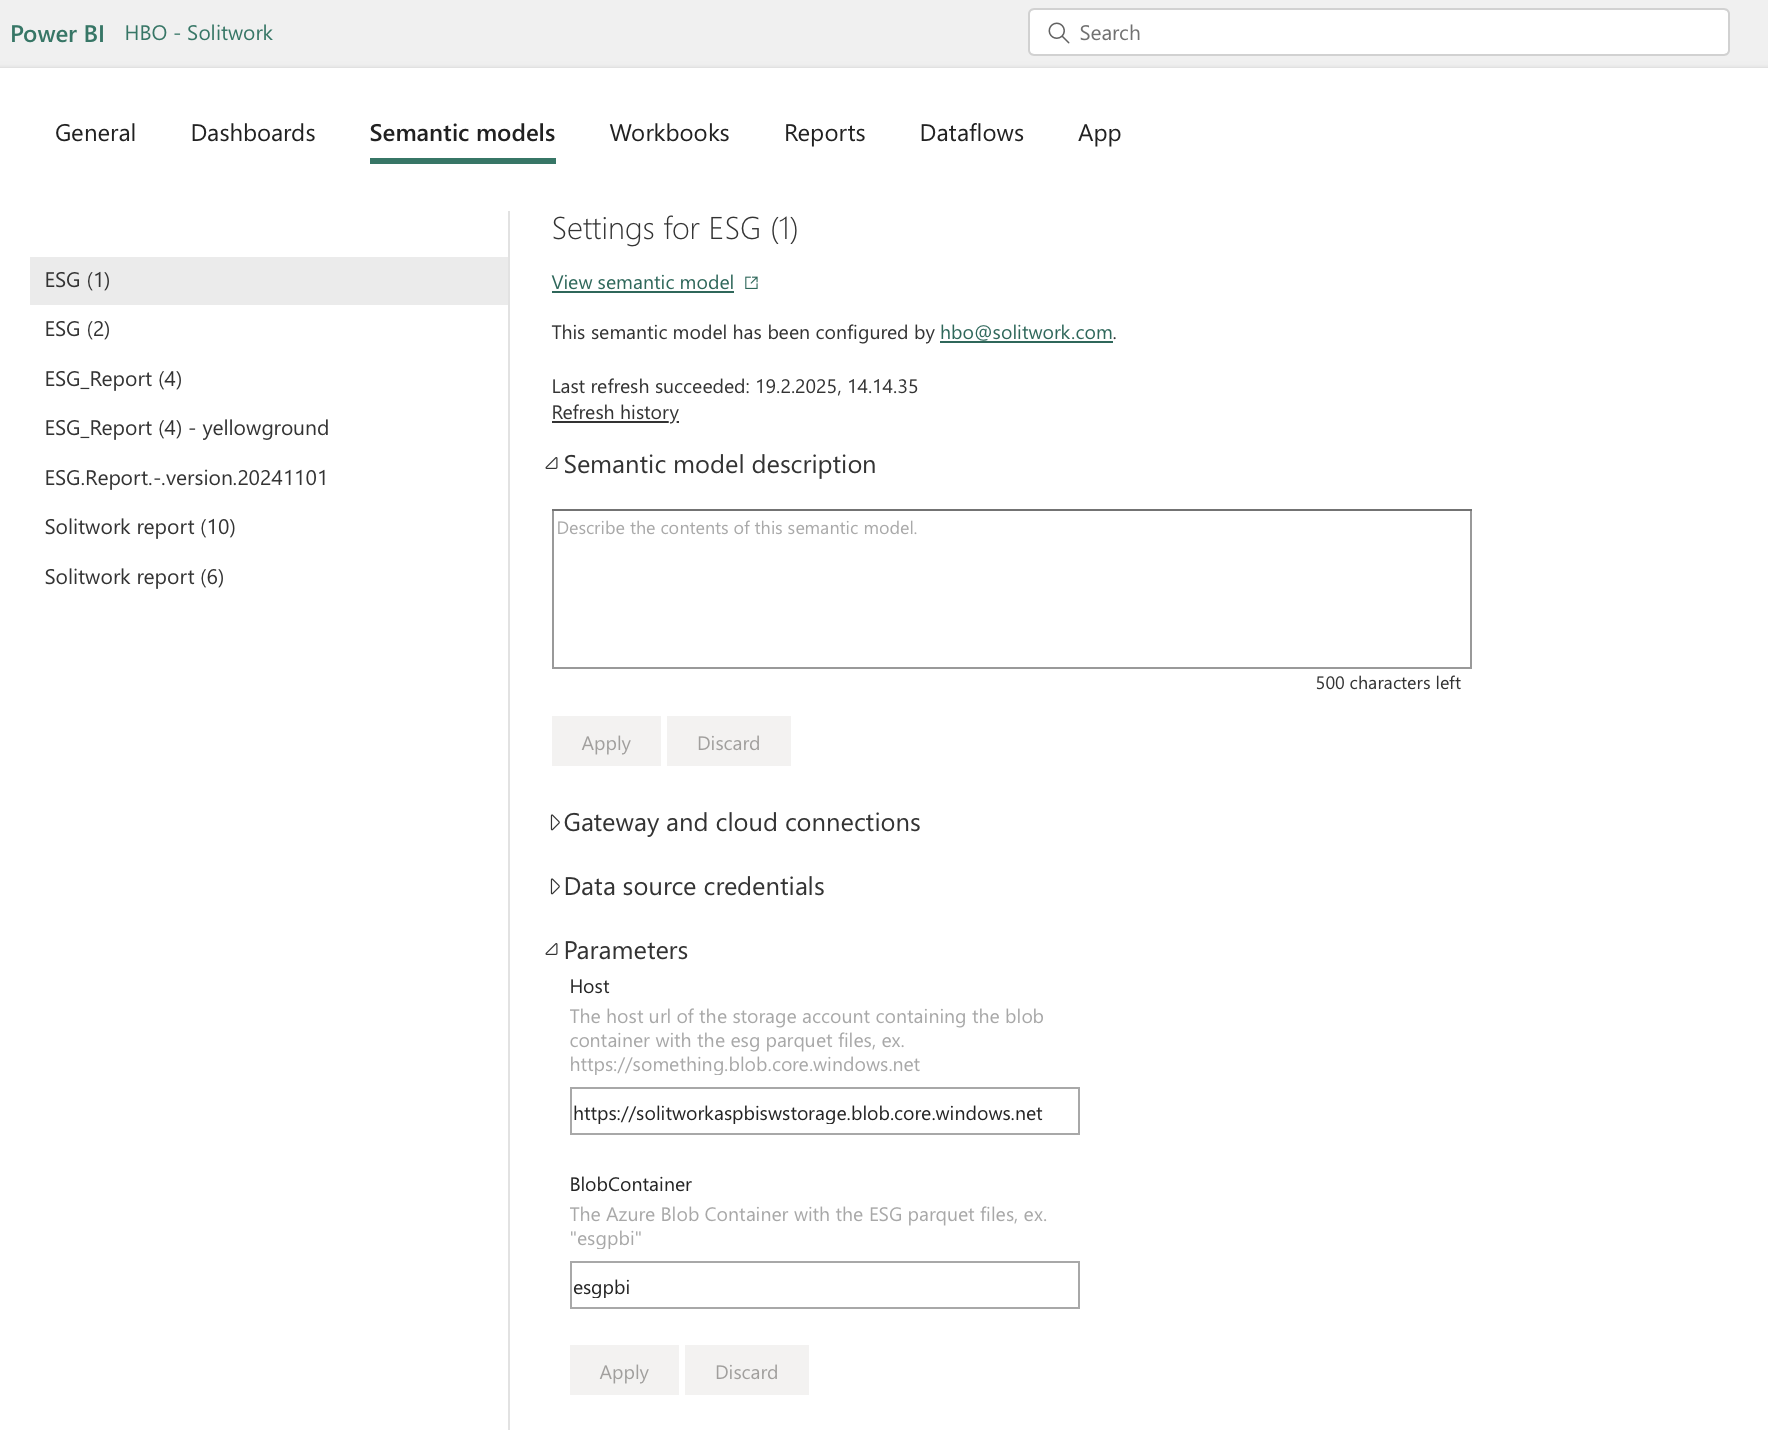 Power BI HBO - Solitwork
Search
General Dashboards Semantic models Workbooks Reports Dataflows App
ESG (1)
ESG (2)
ESG_Report (4)
ESG_Report (4) - yellowground
ESG.Report.-.version.20241101
Solitwork report (10)
Solitwork report (6)
Settings for ESG (1)
View semantic model
This semantic model has been configured by hbo@solitwork.com.
Last refresh succeeded: 19.2.2025, 14.14.35
Refresh history
Semantic model description
Describe the contents of this semantic model.
500 characters left
Apply Discard
Gateway and cloud connections
Data source credentials
Parameters
Host
The host url of the storage account containing the blob
container with the esg parquet files, ex.
https://something.blob.core.windows.net
https://solitworkaspbiswstorage.blob.core.windows.net
BlobContainer
The Azure Blob Container with the ESG parquet files, ex.
"esgpbi"
esgpbi
Apply Discard